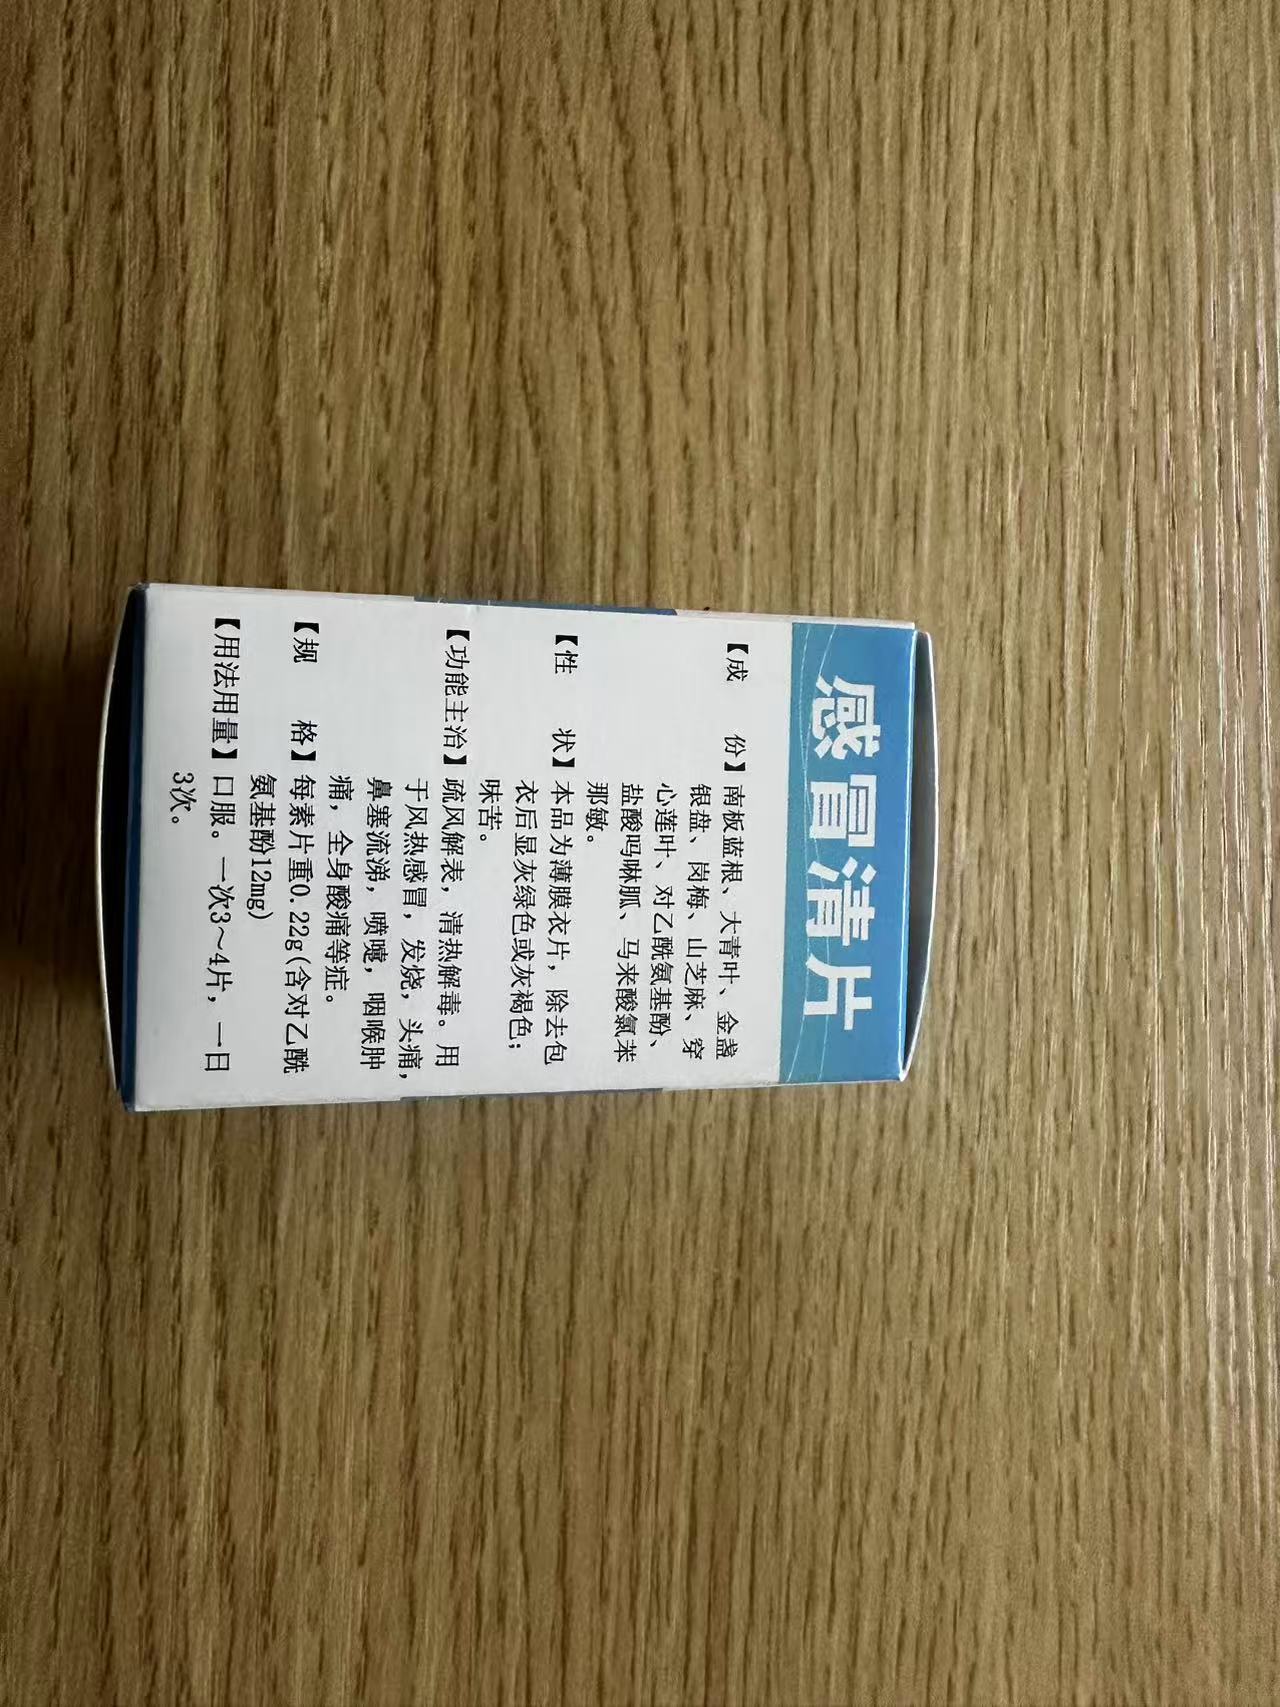 感冒清片
【成 份】南板蓝根、大青叶、金盏
银盘、岗梅、山芝麻、穿
心莲叶、对乙酰氨基酚、
盐酸吗啉胍、马来酸氯苯
那敏。
【性 状】本品为薄膜衣片，除去包
衣后显灰绿色或灰褐色；
味苦。
【功能主治】疏风解表，清热解毒。用
于风热感冒，发烧，头痛，
鼻塞流涕，喷嚏，咽喉肿
痛，全身酸痛等症。
【规 格】每素片重0.22g(含对乙酰
氨基酚12mg)
【用法用量】口服。一次3～4片，一日
3次。